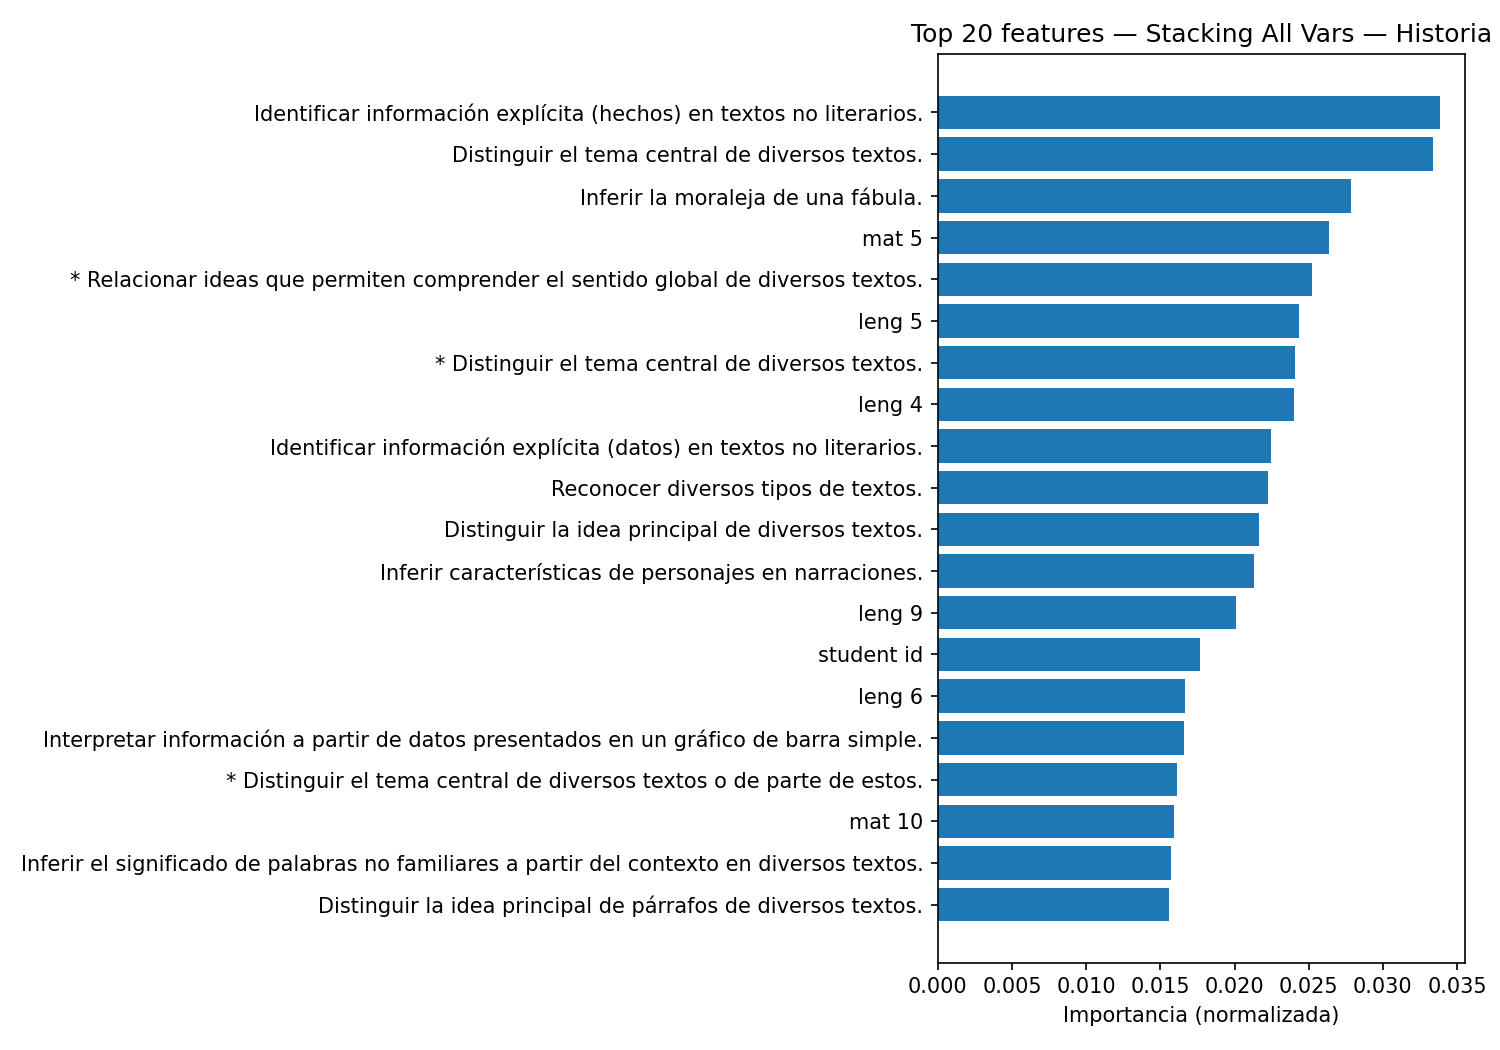 Top 20 features — Stacking All Vars — Historia
Identificar información explícita (hechos) en textos no literarios.
Distinguir el tema central de diversos textos.
Inferir la moraleja de una fábula.
mat 5
* Relacionar ideas que permiten comprender el sentido global de diversos textos.
leng 5
* Distinguir el tema central de diversos textos.
leng 4
Identificar información explícita (datos) en textos no literarios.
Reconocer diversos tipos de textos.
Distinguir la idea principal de diversos textos.
Inferir características de personajes en narraciones.
leng 9
student id
leng 6
Interpretar información a partir de datos presentados en un gráfico de barra simple.
* Distinguir el tema central de diversos textos o de parte de estos.
mat 10
Inferir el significado de palabras no familiares a partir del contexto en diversos textos.
Distinguir la idea principal de párrafos de diversos textos.
0.000 0.005 0.010 0.015 0.020 0.025 0.030 0.035
Importancia (normalizada)